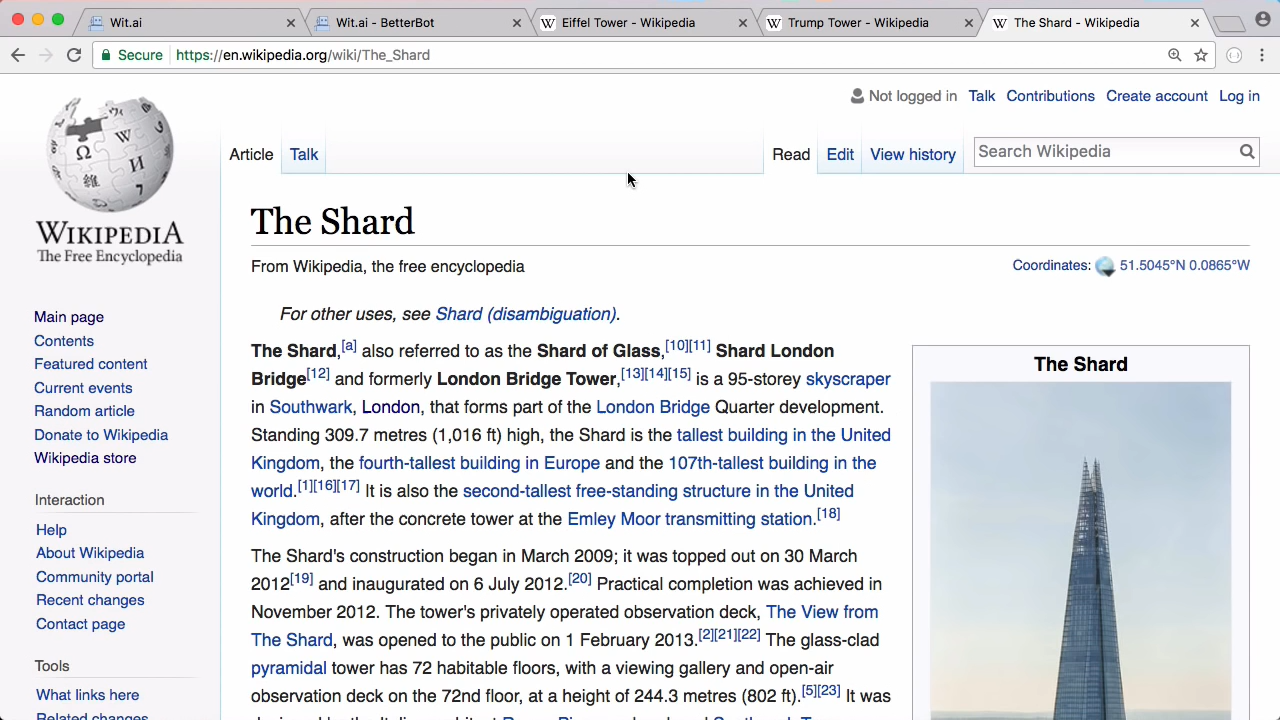 Wit.ai
Wit.ai - BetterBot
Eiffel Tower - Wikipedia
Trump Tower - Wikipedia
The Shard - Wikipedia
Secure https://en.wikipedia.org/wiki/The_Shard
Not logged in Talk Contributions Create account Log in
Article Talk Read Edit View history Search Wikipedia
WIKIPEDIA
The Free Encyclopedia
Main page
Contents
Featured content
Current events
Random article
Donate to Wikipedia
Wikipedia store
Interaction
Help
About Wikipedia
Community portal
Recent changes
Contact page
Tools
What links here
Related changes
The Shard
From Wikipedia, the free encyclopedia
Coordinates: 51.5045°N 0.0865°W
For other uses, see Shard (disambiguation).
The Shard,[a] also referred to as the Shard of Glass,[10][11] Shard London
Bridge[12] and formerly London Bridge Tower,[13][14][15] is a 95-storey skyscraper
in Southwark, London, that forms part of the London Bridge Quarter development.
Standing 309.7 metres (1,016 ft) high, the Shard is the tallest building in the United
Kingdom, the fourth-tallest building in Europe and the 107th-tallest building in the
world.[1][16][17] It is also the second-tallest free-standing structure in the United
Kingdom, after the concrete tower at the Emley Moor transmitting station.[18]
The Shard's construction began in March 2009; it was topped out on 30 March
2012[19] and inaugurated on 6 July 2012.[20] Practical completion was achieved in
November 2012. The tower's privately operated observation deck, The View from
The Shard, was opened to the public on 1 February 2013.[2][21][22] The glass-clad
pyramidal tower has 72 habitable floors, with a viewing gallery and open-air
observation deck on the 72nd floor, at a height of 244.3 metres (802 ft).[5][23] It was
The Shard